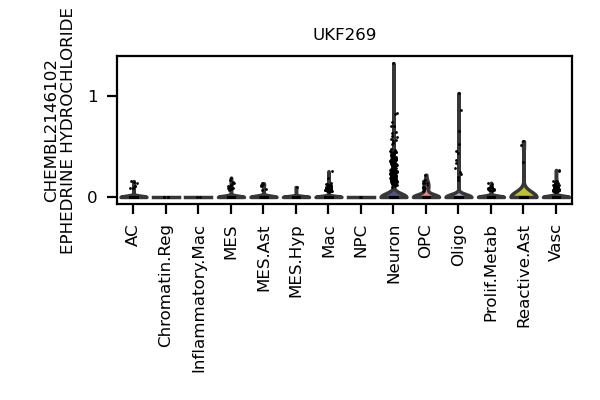 UKF269
CHEMBL2146102
EPHEDRINE HYDROCHLORIDE
1
0
AC
Chromatin.Reg
Inflammatory.Mac
MES
MES.Ast
MES.Hyp
Mac
NPC
Neuron
OPC
Oligo
Prolif.Metab
Reactive.Ast
Vasc